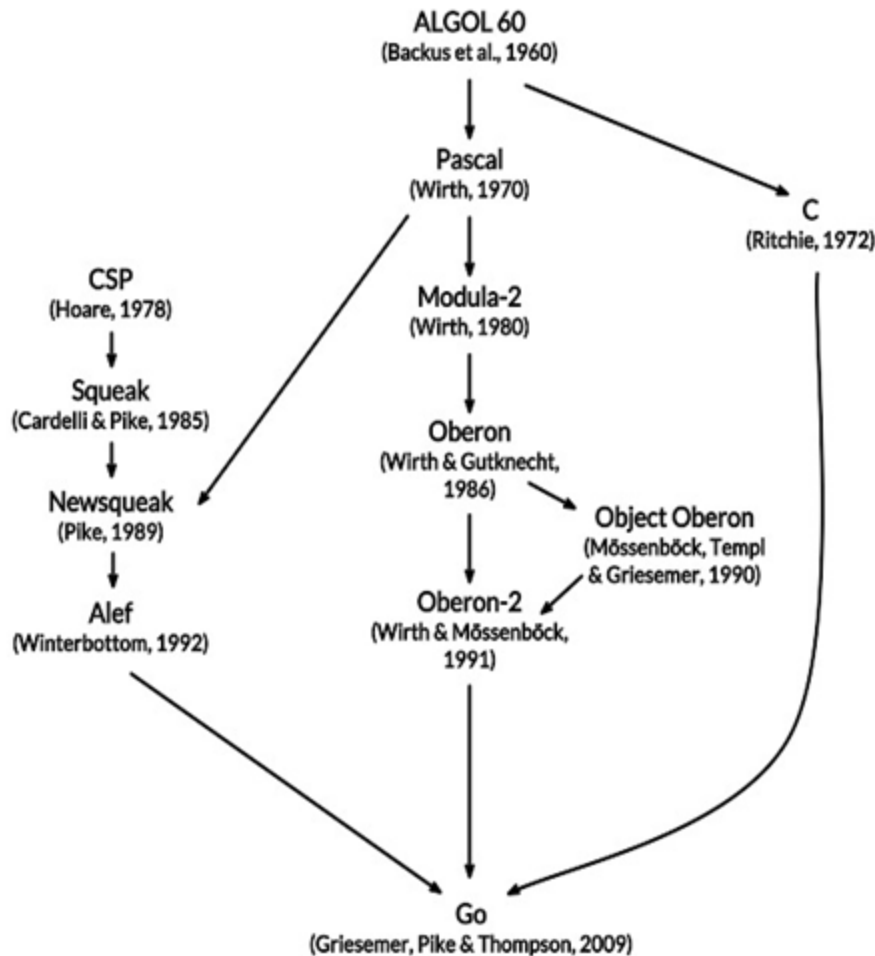 ALGOL 60
(Backus et al., 1960)
Pascal
(Wirth, 1970)
C
(Ritchie, 1972)
CSP
(Hoare, 1978)
Modula-2
(Wirth, 1980)
Squeak
(Cardelli & Pike, 1985)
Oberon
(Wirth & Gutknecht,
1986)
Newsqueak
(Pike, 1989)
Object Oberon
(Mössenböck, Templ
& Griesemer, 1990)
Oberon-2
(Wirth & Mössenböck,
1991)
Alef
(Winterbottom, 1992)
Go
(Griesemer, Pike & Thompson, 2009)